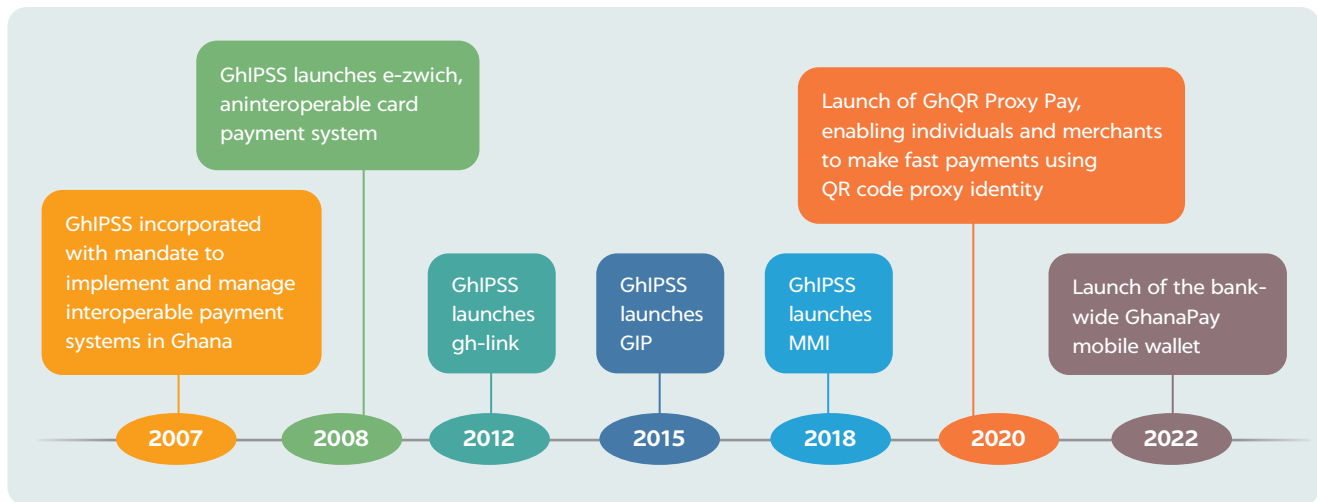 GhIPSS incorporated
with mandate to
implement and manage
interoperable payment
systems in Ghana
2007
GhIPSS launches e-zwich,
aninteroperable card
payment system
2008
GhIPSS
launches
gh-link
2012
GhIPSS
launches
GIP
2015
GhIPSS
launches
MMI
2018
Launch of GhQR Proxy Pay,
enabling individuals and merchants
to make fast payments using
QR code proxy identity
2020
Launch of the bank-
wide GhanaPay
mobile wallet
2022